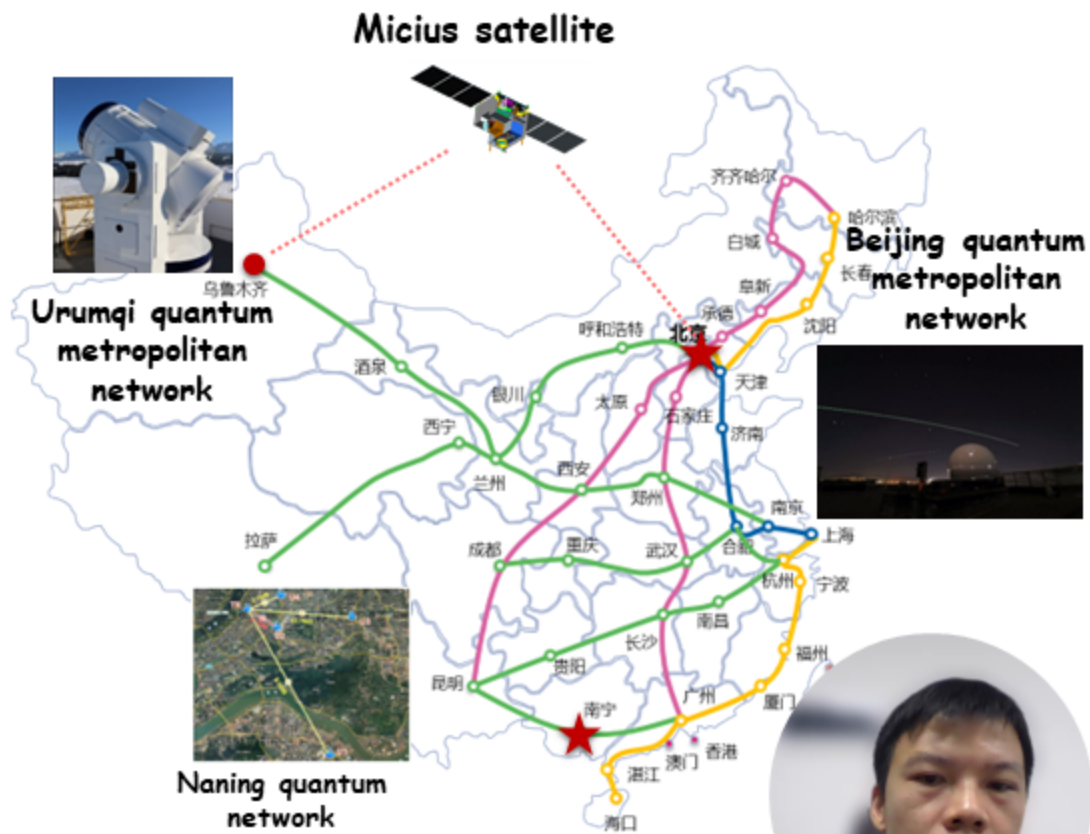 Micius satellite
齐齐哈尔
哈尔滨
白城
Beijing quantum
metropolitan
network
长春
阜新
承德
沈阳
乌鲁木齐
Urumqi quantum
metropolitan
network
呼和浩特
北京
天津
酒泉
银川
太原
石家庄
济南
西宁
兰州
西安
郑州
南京
上海
合肥
拉萨
成都
重庆
武汉
杭州
宁波
南昌
长沙
贵阳
福州
昆明
南宁
广州
厦门
香港
澳门
湛江
海口
Naning quantum
network